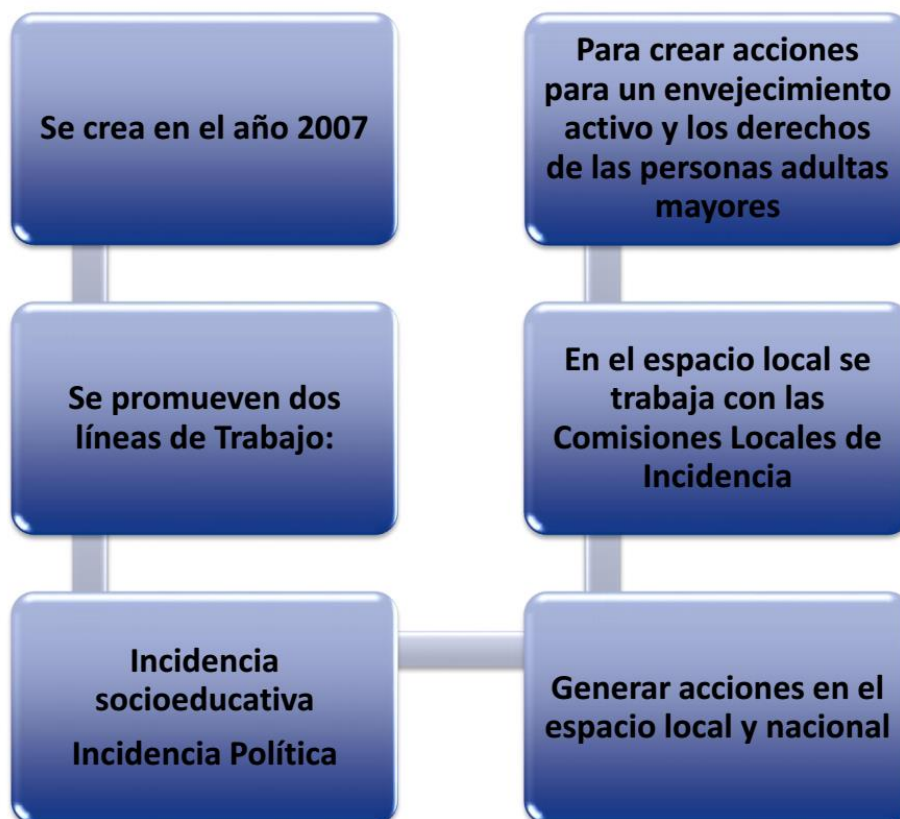 Se crea en el año 2007
Se promueven dos
líneas de Trabajo:
Incidencia
socioeducativa
Incidencia Política
Generar acciones en el
espacio local y nacional
En el espacio local se
trabaja con las
Comisiones Locales de
Incidencia
Para crear acciones
para un envejecimiento
activo y los derechos
de las personas adultas
mayores